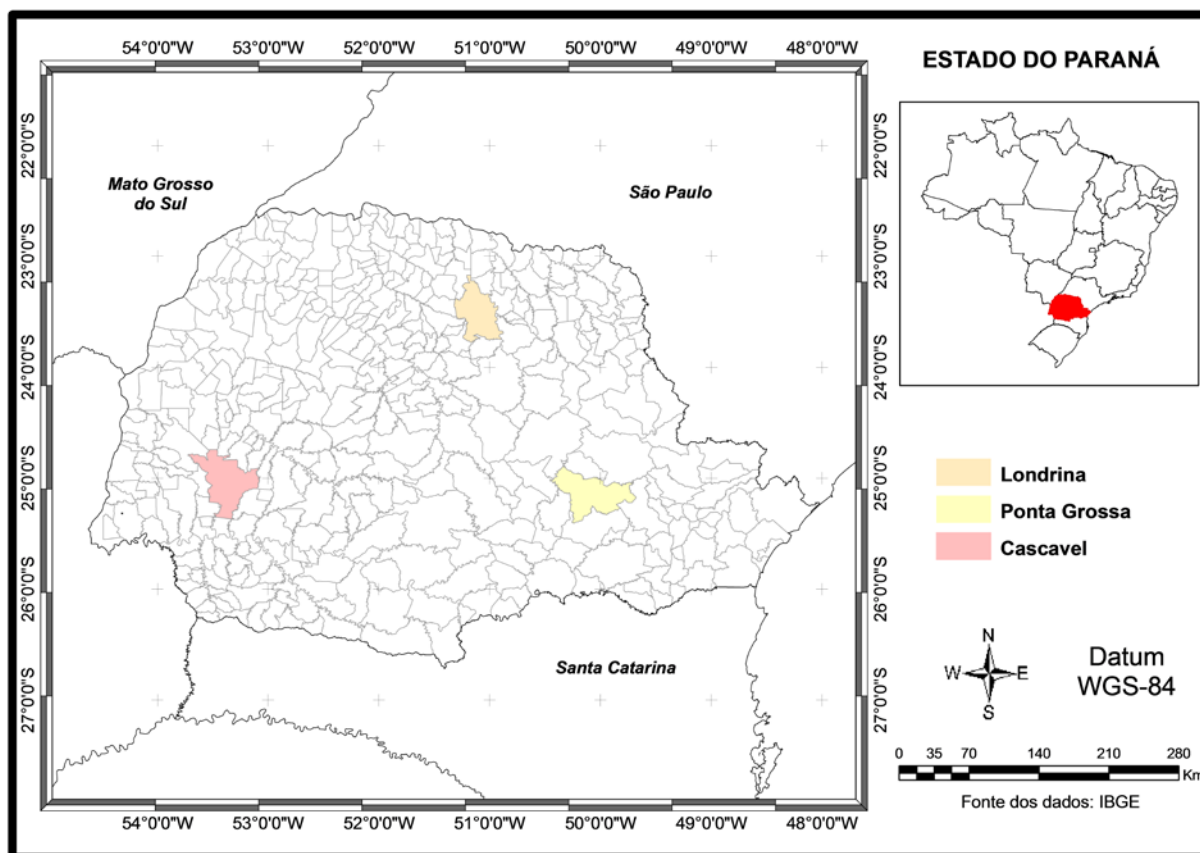 54°0'0"W 53°0'0"W 52°0'0"W 51°0'0"W 50°0'0"W 49°0'0"W 48°0'0"W
22°0'0"S
23°0'0"S
24°0'0"S
25°0'0"S
26°0'0"S
27°0'0"S
Mato Grosso
do Sul
São Paulo
Santa Catarina
22°0'0"S
23°0'0"S
24°0'0"S
25°0'0"S
26°0'0"S
27°0'0"S
54°0'0"W 53°0'0"W 52°0'0"W 51°0'0"W 50°0'0"W 49°0'0"W 48°0'0"W
ESTADO DO PARANÁ
Londrina
Ponta Grossa
Cascavel
N
W E
S
Datum
WGS-84
0 35 70 140 210 280
Km
Fonte dos dados: IBGE